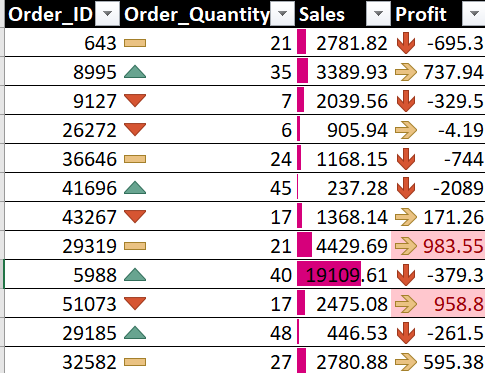 Order_ID Order_Quantity Sales Profit
643 21 2781.82 -695.3
8995 35 3389.93 737.94
9127 7 2039.56 -329.5
26272 6 905.94 -4.19
36646 24 1168.15 -744
41696 45 237.28 -2089
43267 17 1368.14 171.26
29319 21 4429.69 983.55
5988 40 19109.61 -379.3
51073 17 2475.08 958.8
29185 48 446.53 -261.5
32582 27 2780.88 595.38